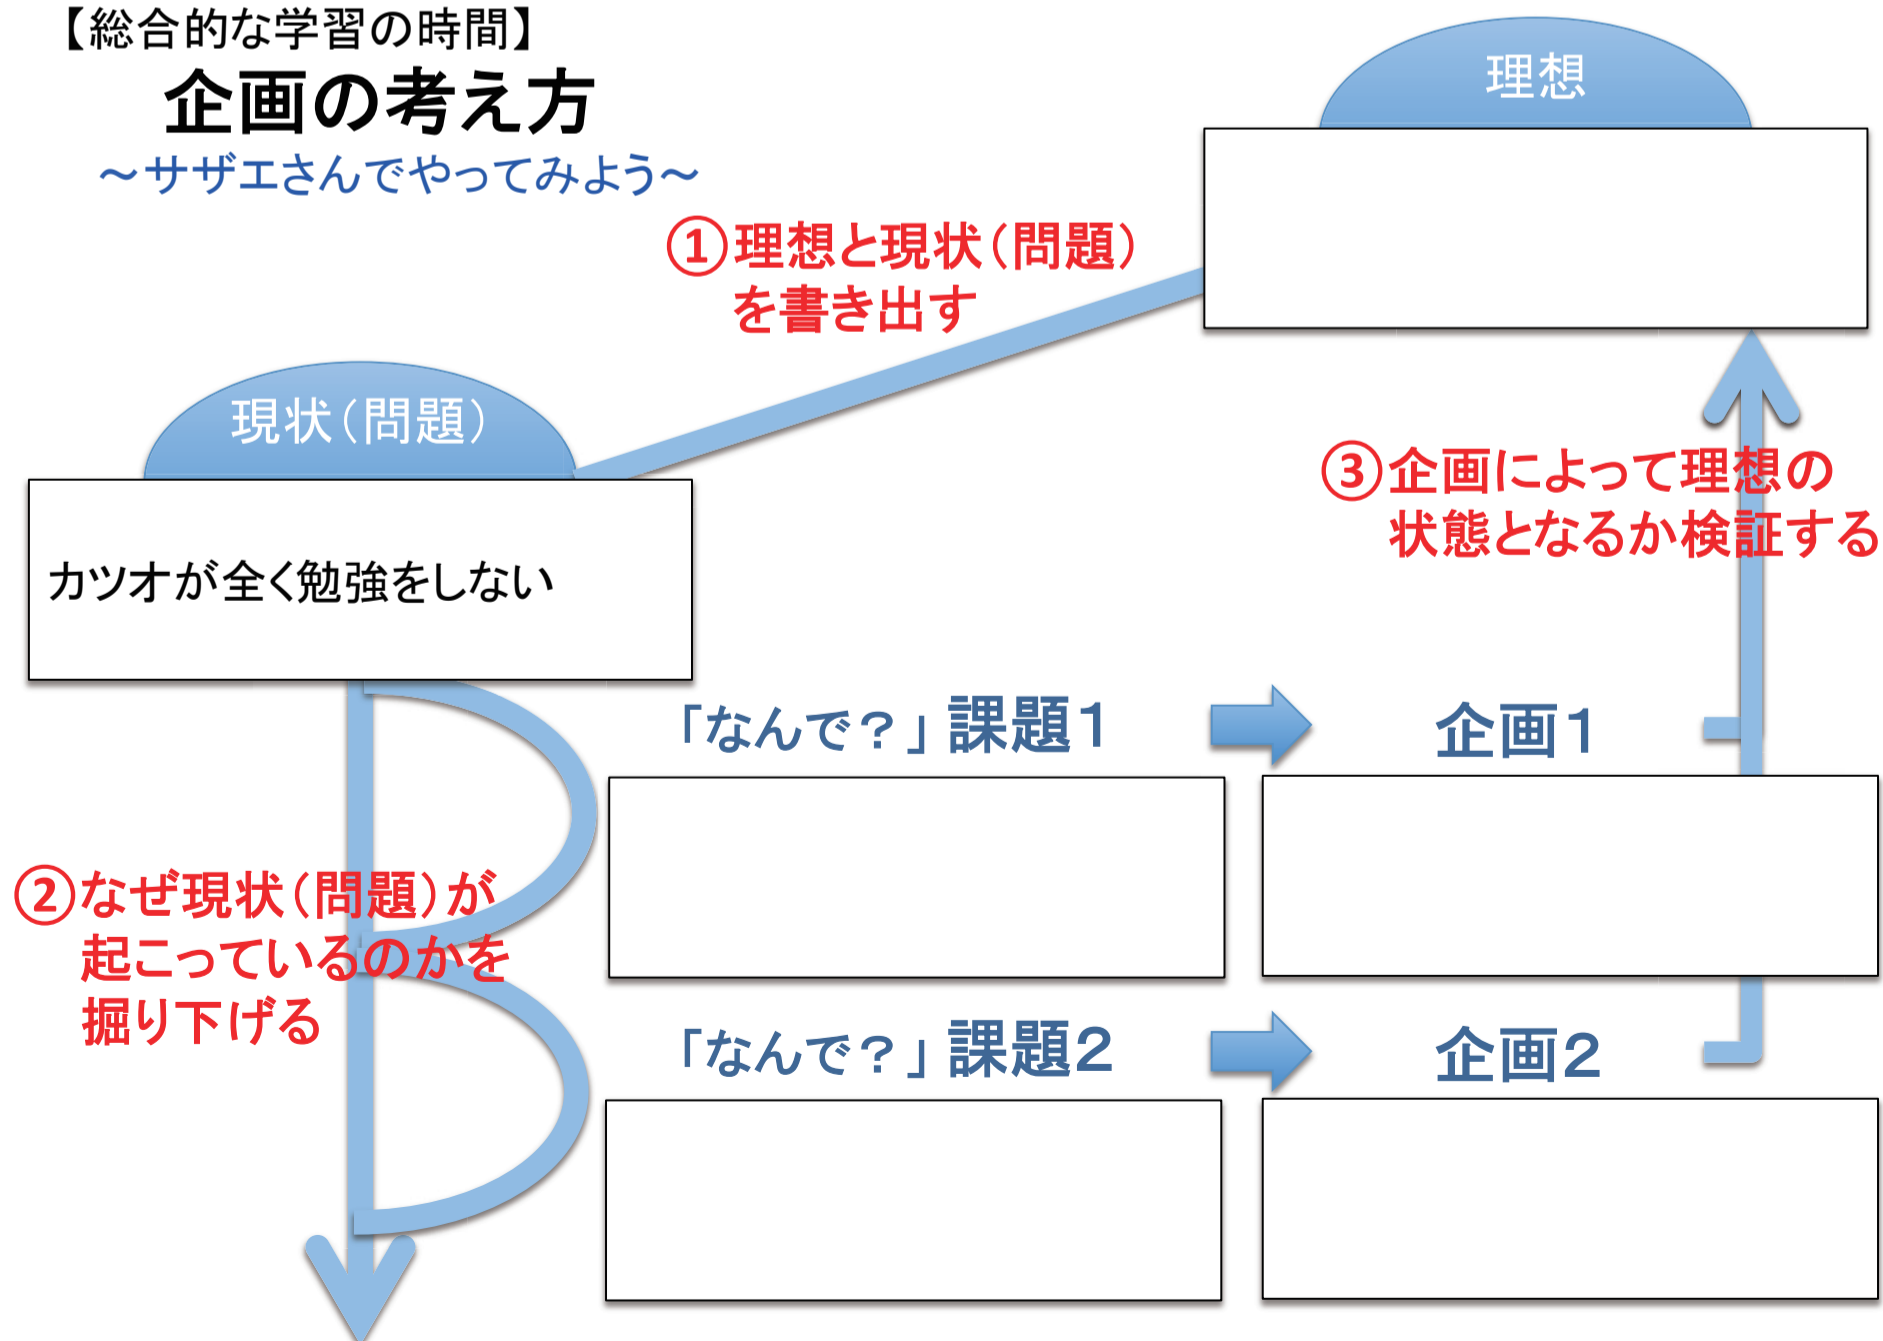 【総合的な学習の時間】
企画の考え方
～サザエさんでやってみよう～
理想
①理想と現状(問題)
を書き出す
現状(問題)
カツオが全く勉強をしない
③企画によって理想の
状態となるか検証する
「なんで？」課題1
企画1
②なぜ現状(問題)が
起こっているのかを
掘り下げる
「なんで？」課題2
企画2